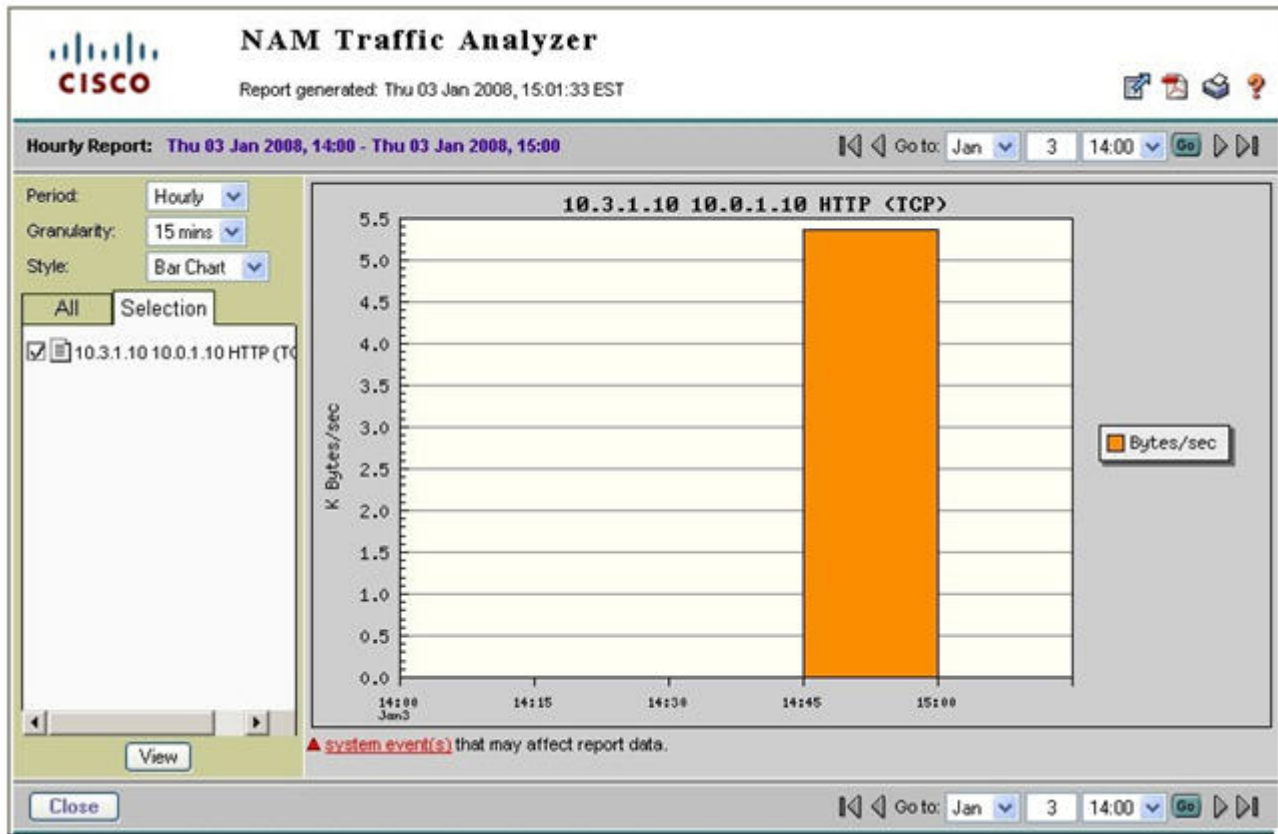 CISCO
NAM Traffic Analyzer
Report generated: Thu 03 Jan 2008, 15:01:33 EST
Hourly Report: Thu 03 Jan 2008, 14:00 - Thu 03 Jan 2008, 15:00
Go to: Jan 3 14:00 Go
Period: Hourly
Granularity: 15 mins
Style: Bar Chart
All Selection
10.3.1.10 10.0.1.10 HTTP (TC
View
10.3.1.10 10.0.1.10 HTTP (TCP)
K Bytes/sec
5.5
5.0
4.5
4.0
3.5
3.0
2.5
2.0
1.5
1.0
0.5
0.0
14:00 14:15 14:30 14:45 15:00
Jan3
Bytes/sec
system event(s) that may affect report data.
Close
Go to: Jan 3 14:00 Go